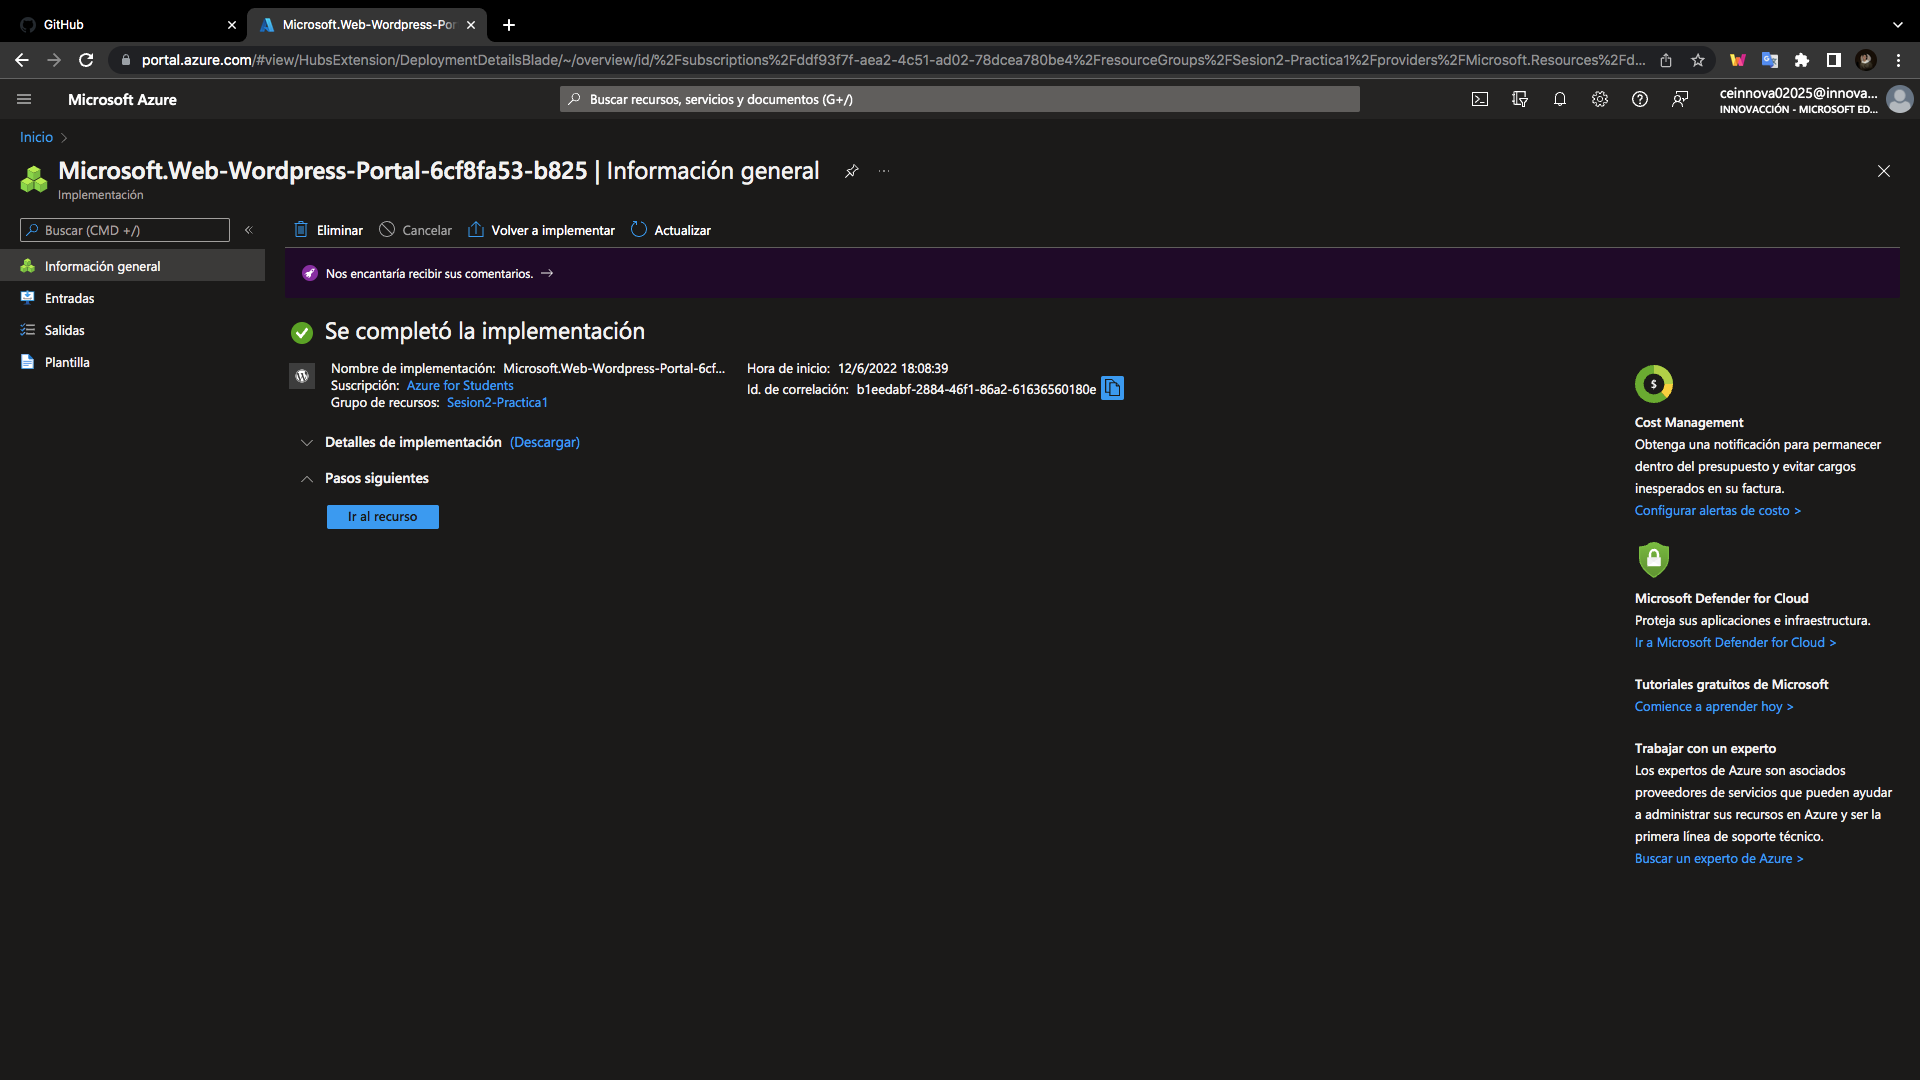 GitHub
Microsoft.Web-Wordpress-Por
portal.azure.com/#view/HubsExtension/DeploymentDetailsBlade/~/overview/id/%2Fsubscriptions%2Fddf93f7f-aea2-4c51-ad02-78dcea780be4%2FresourceGroups%2FSesion2-Practica1%2Fproviders%2FMicrosoft.Resources%2Fd...
Microsoft Azure
Buscar recursos, servicios y documentos (G+/)
ceinnova02025@innova...
INNOVACCIÓN - MICROSOFT ED...
Inicio >
Microsoft.Web-Wordpress-Portal-6cf8fa53-b825 | Información general
Implementación
Buscar (CMD +/)
«
Eliminar
Cancelar
Volver a implementar
Actualizar
Información general
Entradas
Salidas
Plantilla
Nos encantaría recibir sus comentarios. →
Se completó la implementación
Nombre de implementación: Microsoft.Web-Wordpress-Portal-6cf...
Suscripción: Azure for Students
Grupo de recursos: Sesion2-Practica1
Hora de inicio: 12/6/2022 18:08:39
Id. de correlación: b1eedabf-2884-46f1-86a2-61636560180e
Detalles de implementación (Descargar)
Pasos siguientes
Ir al recurso
Cost Management
Obtenga una notificación para permanecer
dentro del presupuesto y evitar cargos
inesperados en su factura.
Configurar alertas de costo >
Microsoft Defender for Cloud
Proteja sus aplicaciones e infraestructura.
Ir a Microsoft Defender for Cloud >
Tutoriales gratuitos de Microsoft
Comience a aprender hoy >
Trabajar con un experto
Los expertos de Azure son asociados
proveedores de servicios que pueden ayudar
a administrar sus recursos en Azure y ser la
primera línea de soporte técnico.
Buscar un experto de Azure >